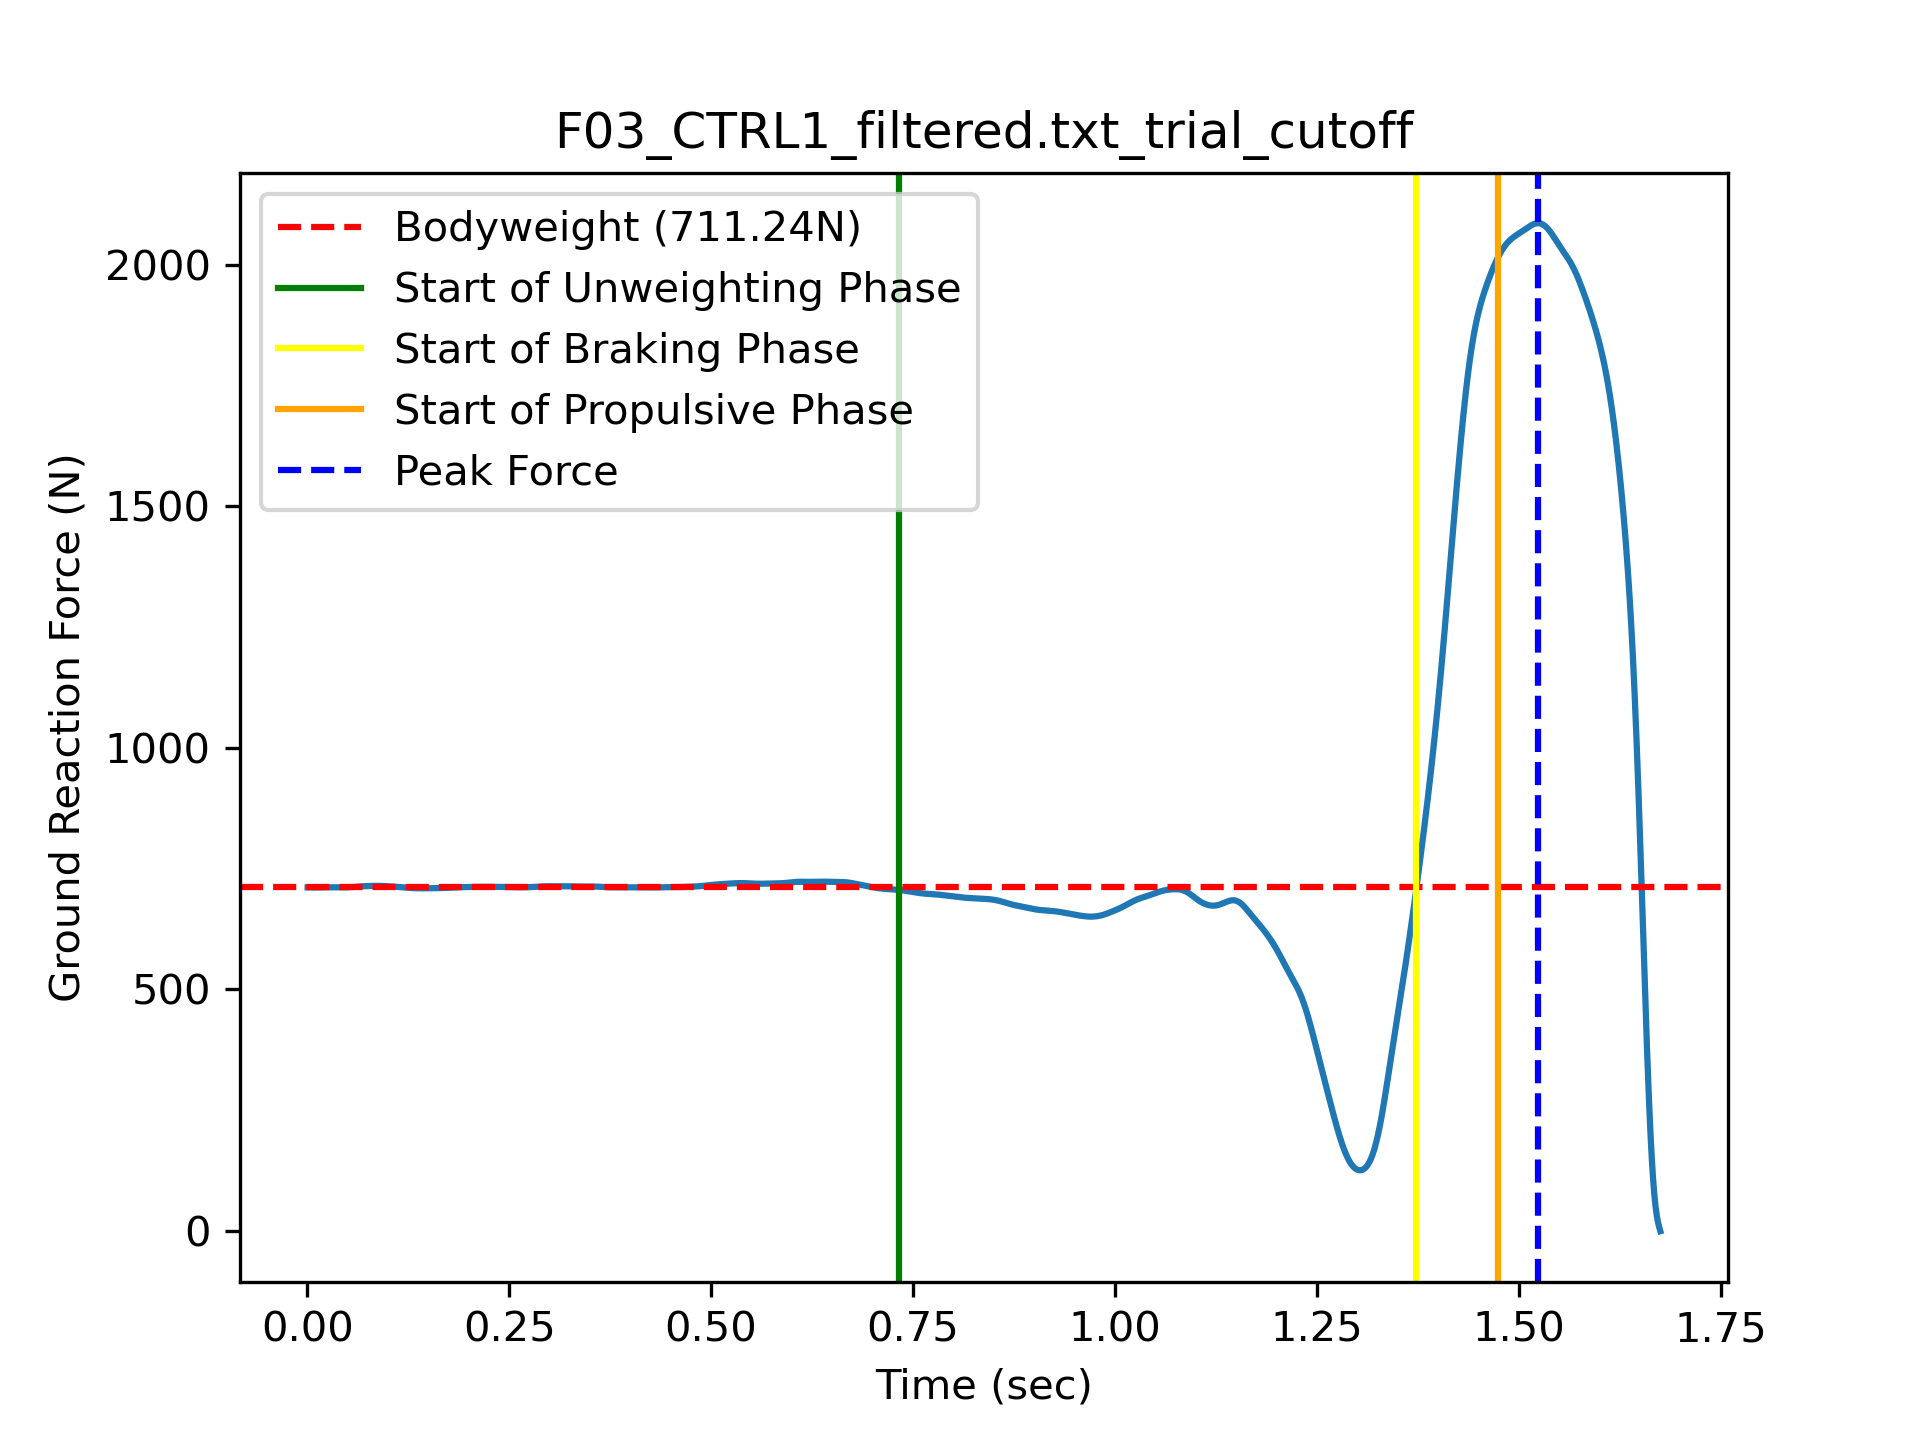 F03_CTRL1_filtered.txt_trial_cutoff
Bodyweight (711.24N)
Start of Unweighting Phase
Start of Braking Phase
Start of Propulsive Phase
Peak Force
Ground Reaction Force (N)
2000
1500
1000
500
0
0.00 0.25 0.50 0.75 1.00 1.25 1.50 1.75
Time (sec)